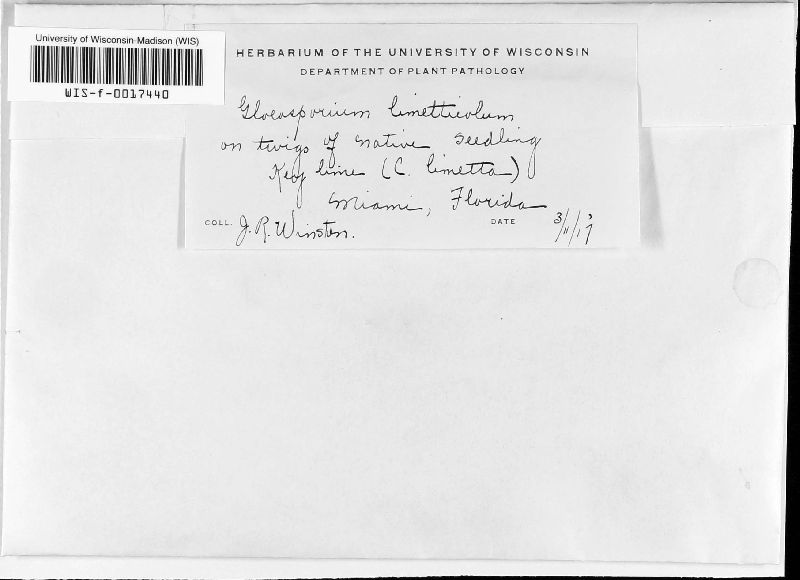 University of Wisconsin-Madison (WIS)
WIS-f-0017440
HERBARIUM OF THE UNIVERSITY OF WISCONSIN
DEPARTMENT OF PLANT PATHOLOGY
Gloeosporium limetticolum
on twigs of native seedling
Key lime (C. limetta)
Miami, Florida
COLL. J. R. Winston. DATE 3/11/17